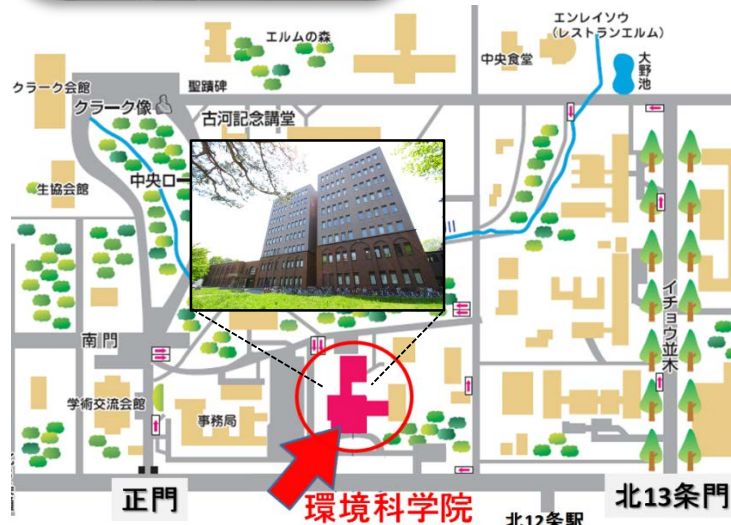 エルムの森
エンレイソウ
(レストランエルム)
中央食堂
大野池
クラーク会館
聖蹟碑
クラーク像
古河記念講堂
中央ロー
生協会館
川
イチョウ並木
南門
学術交流会館
事務局
正門
環境科学院
北12条駅
北13条門